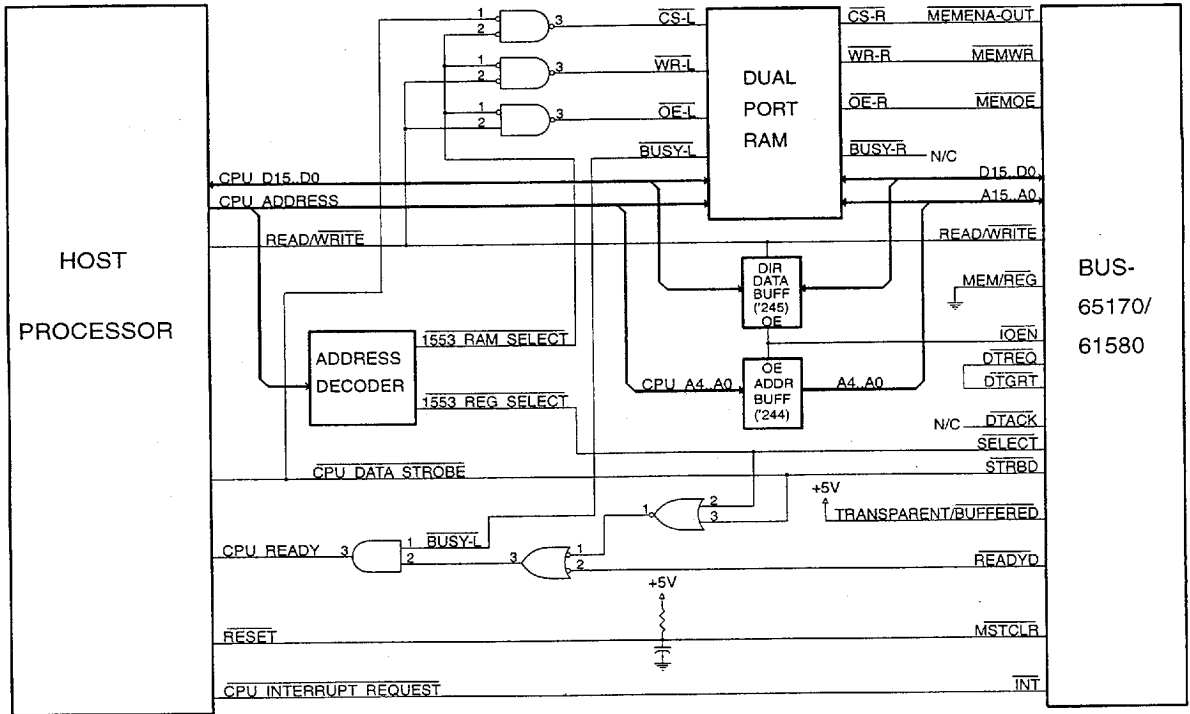 HOST
PROCESSOR
1
2
3
CS-L
1
2
3
WR-L
1
2
3
OE-L
BUSY-L
DUAL
PORT
RAM
CS-R
MEMENA-OUT
WR-R
MEMWR
OE-R
MEMOE
BUSY-R
N/C
CPU D15..D0
D15..D0
CPU ADDRESS
A15..A0
READ/WRITE
READ/WRITE
DIR
DATA
BUFF
('245)
OE
MEM/REG
BUS-
65170/
61580
ADDRESS
DECODER
1553 RAM SELECT
IOEN
OE
ADDR
BUFF
('244)
DTREQ
DTGRT
CPU A4..A0
A4..A0
1553 REG SELECT
N/C
DTACK
SELECT
CPU DATA STROBE
STRBD
+5V
TRANSPARENT/BUFFERED
1
2
3
CPU READY
3
1
2
BUSY-L
3
1
2
READYD
+5V
RESET
MSTCLR
CPU INTERRUPT REQUEST
INT